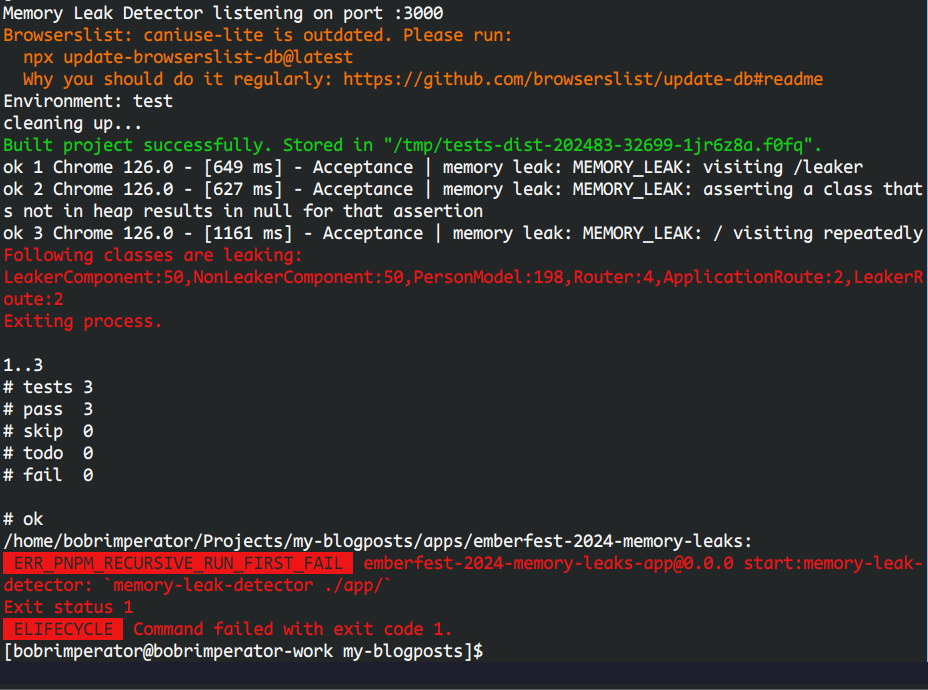 Memory Leak Detector listening on port :3000
Browserslist: caniuse-lite is outdated. Please run:
  npx update-browserslist-db@latest
  Why you should do it regularly: https://github.com/browserslist/update-db#readme
Environment: test
cleaning up...
Built project successfully. Stored in "/tmp/tests-dist-202483-32699-1jr6z8a.f0fq".
ok 1 Chrome 126.0 - [649 ms] - Acceptance | memory leak: MEMORY_LEAK: visiting /leaker
ok 2 Chrome 126.0 - [627 ms] - Acceptance | memory leak: MEMORY_LEAK: asserting a class that
s not in heap results in null for that assertion
ok 3 Chrome 126.0 - [1161 ms] - Acceptance | memory leak: MEMORY_LEAK: / visiting repeatedly
Following classes are leaking:
LeakerComponent:50,NonLeakerComponent:50,PersonModel:198,Router:4,ApplicationRoute:2,LeakerR
oute:2
Exiting process.

1..3
# tests 3
# pass  3
# skip  0
# todo  0
# fail  0

# ok
/home/bobrimperator/Projects/my-blogposts/apps/emberfest-2024-memory-leaks:
 ERR_PNPM_RECURSIVE_RUN_FIRST_FAIL  emberfest-2024-memory-leaks-app@0.0.0 start:memory-leak-
detector: `memory-leak-detector ./app/`
Exit status 1
 ELIFECYCLE  Command failed with exit code 1.
[bobrimperator@bobrimperator-work my-blogposts]$